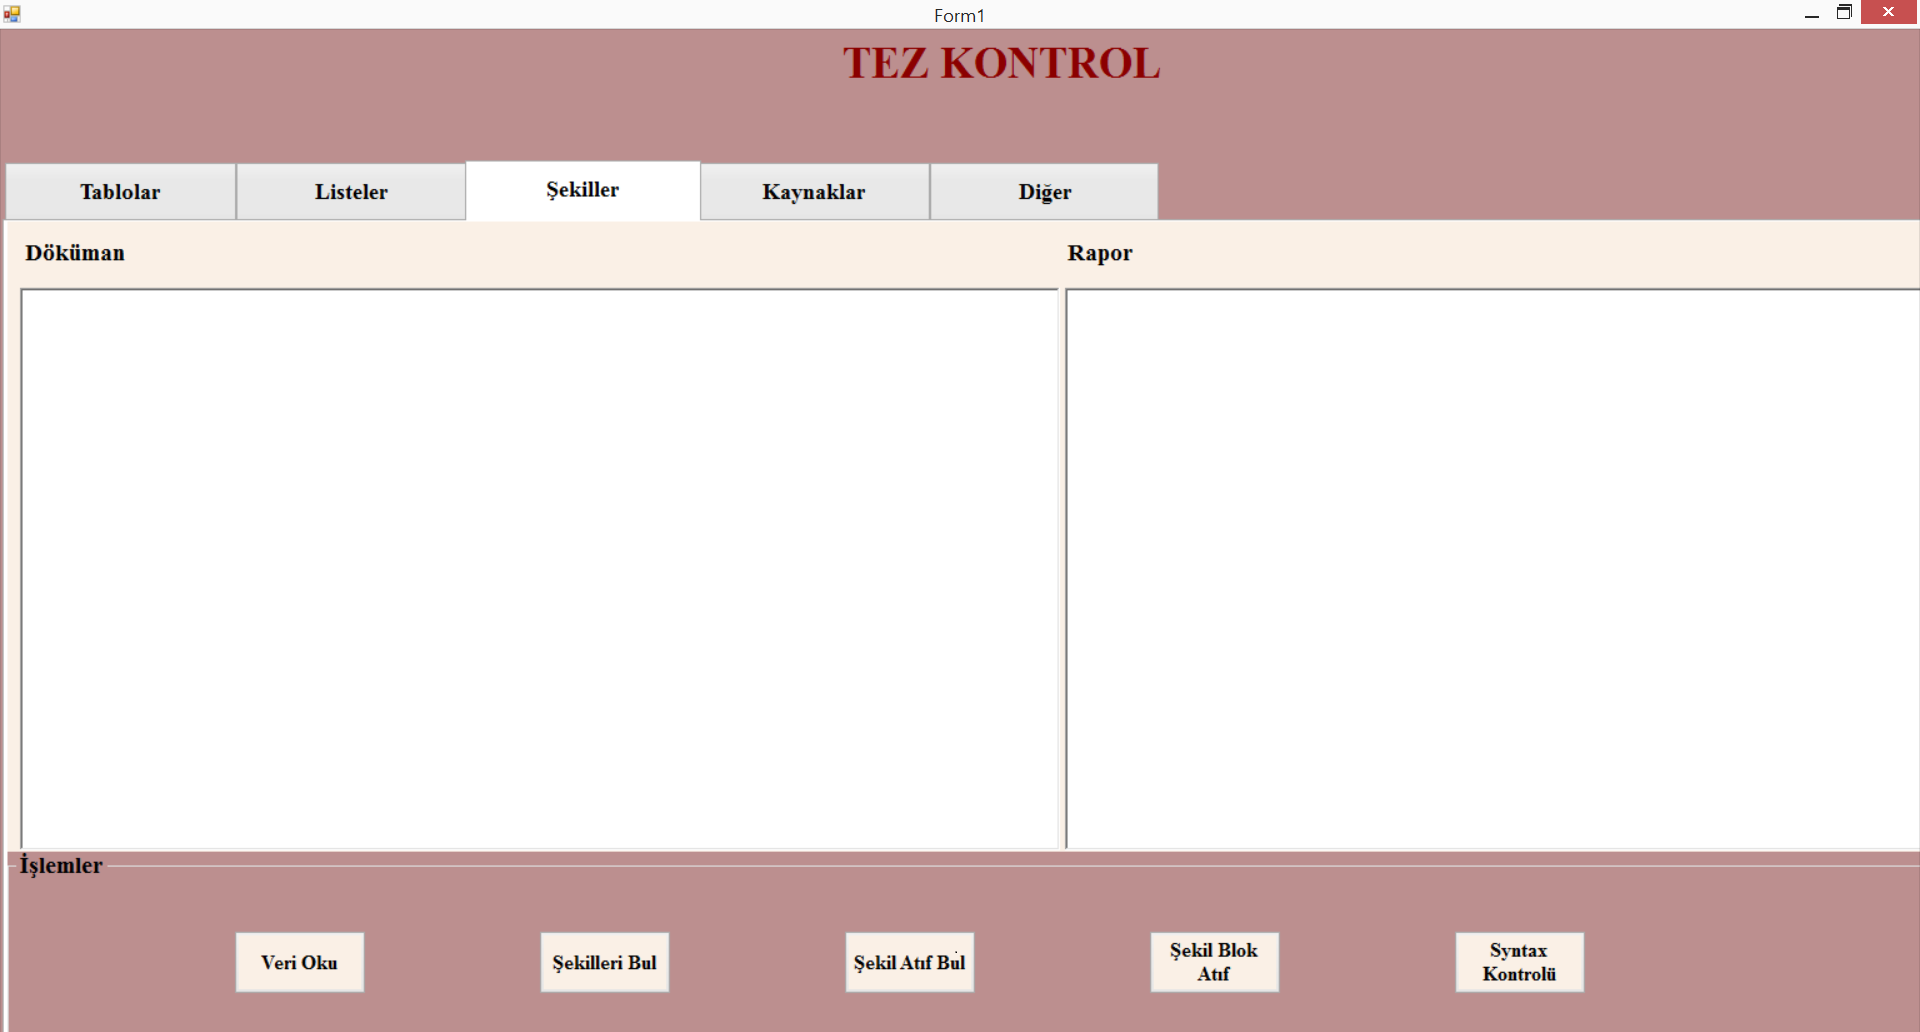 Form1
TEZ KONTROL
Tablolar
Listeler
Şekiller
Kaynaklar
Diğer
Döküman
Rapor
İşlemler
Veri Oku
Şekilleri Bul
Şekil Atıf Bul
Şekil Blok
Atıf
Syntax
Kontrolü